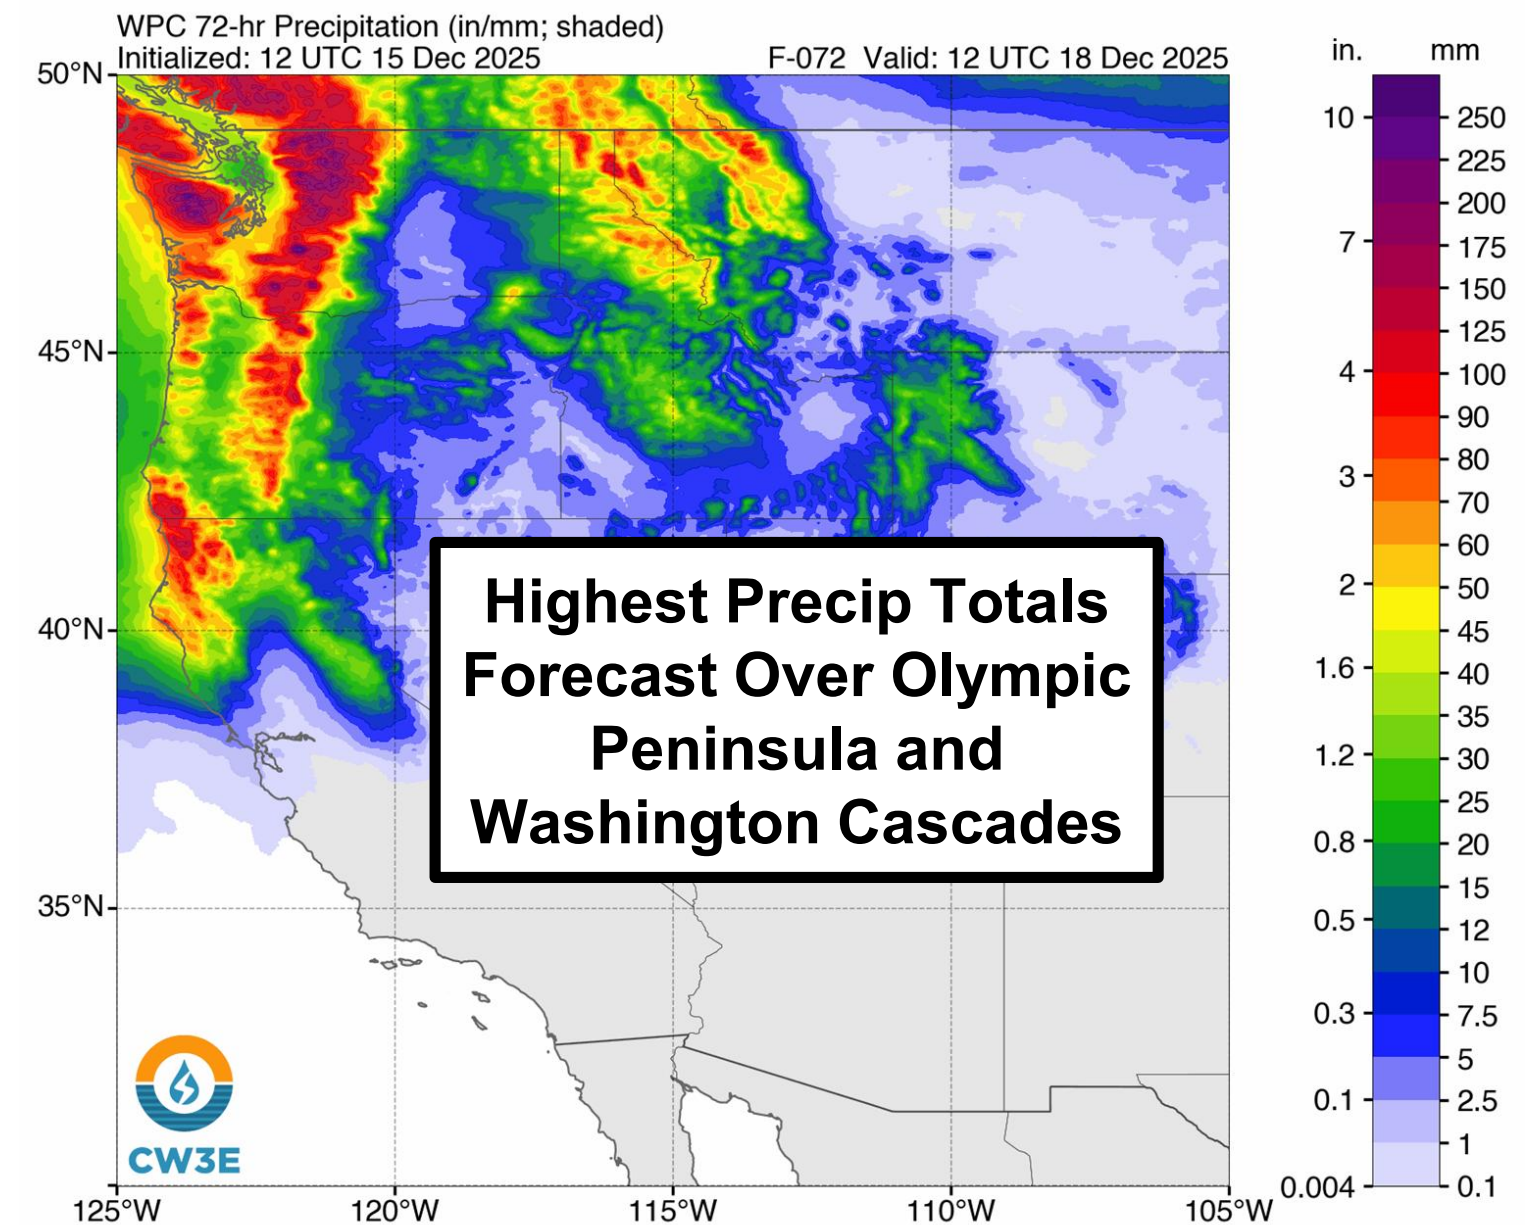 WPC 72-hr Precipitation (in/mm; shaded)
Initialized: 12 UTC 15 Dec 2025
F-072 Valid: 12 UTC 18 Dec 2025
in.
mm
50°N
45°N
40°N
35°N
125°W
120°W
115°W
110°W
105°W
Highest Precip Totals
Forecast Over Olympic
Peninsula and
Washington Cascades
CW3E
10
7
4
3
2
1.6
1.2
0.8
0.5
0.3
0.1
0.004
250
225
200
175
150
125
100
90
80
70
60
50
45
40
35
30
25
20
15
12
10
7.5
5
2.5
1
0.1